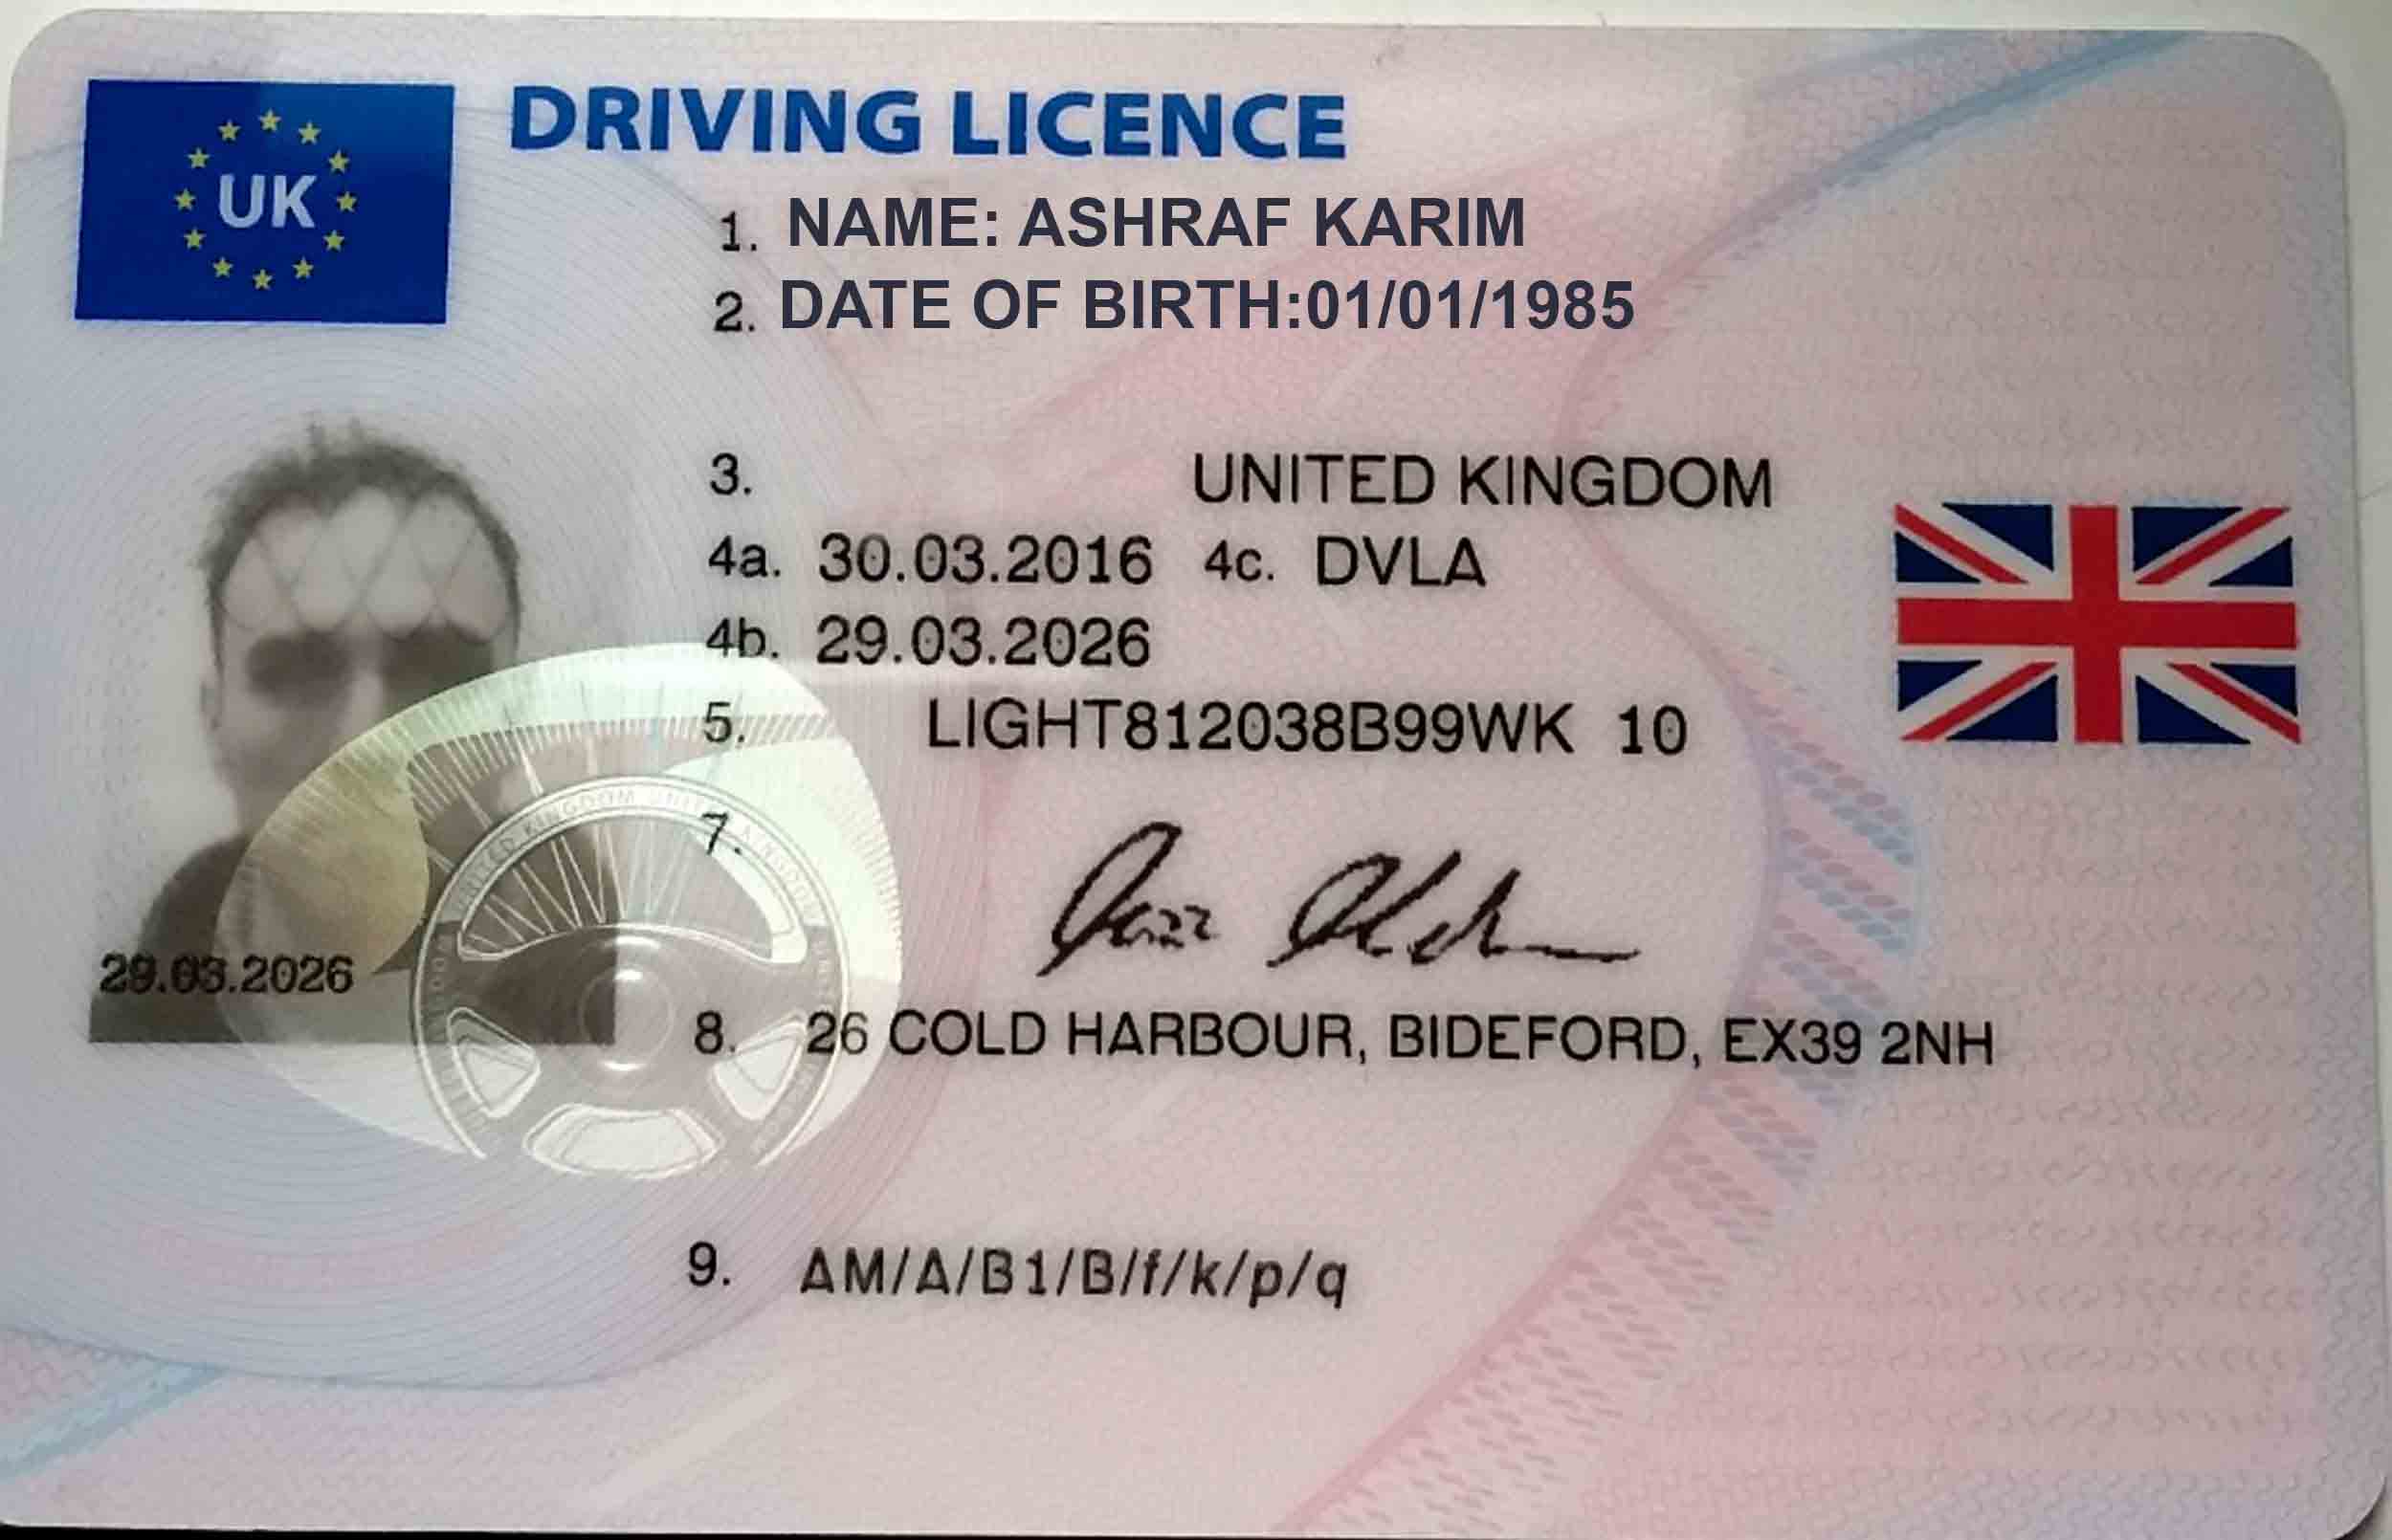 UK
DRIVING LICENCE
1. NAME: ASHRAF KARIM
2. DATE OF BIRTH:01/01/1985
3. UNITED KINGDOM
4a. 30.03.2016 4c. DVLA
4b. 29.03.2026
5. LIGHT812038B99WK 10
7.
29.03.2026
8. 26 COLD HARBOUR, BIDEFORD, EX39 2NH
9. AM/A/B1/B/f/k/p/q